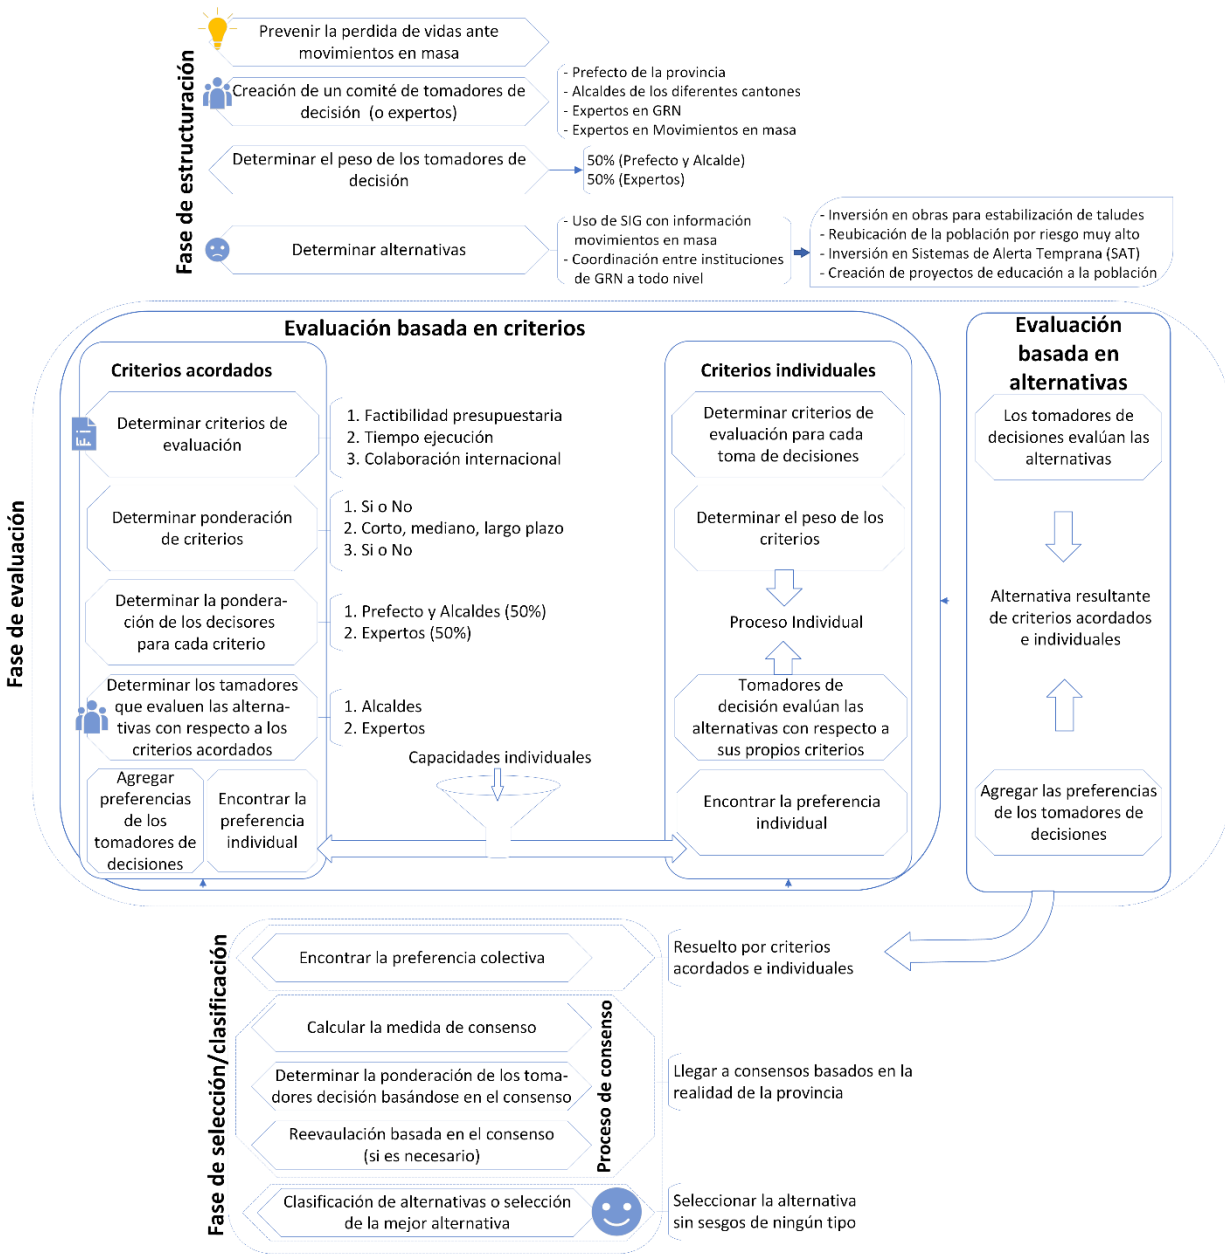 Fase de estructuración
Prevenir la perdida de vidas ante
movimientos en masa
Creación de un comité de tomadores de
decisión (o expertos)
- Prefecto de la provincia
- Alcaldes de los diferentes cantones
- Expertos en GRN
- Expertos en Movimientos en masa
Determinar el peso de los tomadores de
decisión
50% (Prefecto y Alcalde)
50% (Expertos)
Determinar alternativas
- Uso de SIG con información
movimientos en masa
- Coordinación entre instituciones
de GRN a todo nivel
- Inversión en obras para estabilización de taludes
- Reubicación de la población por riesgo muy alto
- Inversión en Sistemas de Alerta Temprana (SAT)
- Creación de proyectos de educación a la población
Fase de evaluación
Evaluación basada en criterios
Criterios acordados
Determinar criterios de
evaluación
1. Factibilidad presupuestaria
2. Tiempo ejecución
3. Colaboración internacional
Determinar ponderación
de criterios
1. Si o No
2. Corto, mediano, largo plazo
3. Si o No
Determinar la pondera-
ción de los decisores
para cada criterio
1. Prefecto y Alcaldes (50%)
2. Expertos (50%)
Determinar los tamadores
que evaluen las alterna-
tivas con respecto a los
criterios acordados
1. Alcaldes
2. Expertos
Agregar
preferencias
de los
tomadores de
decisiones
Encontrar la
preferencia
individual
Capacidades individuales
Criterios individuales
Determinar criterios de
evaluación para cada
toma de decisiones
Determinar el peso de los
criterios
Proceso Individual
Tomadores de
decisión evalúan las
alternativas con respecto a
sus propios criterios
Encontrar la preferencia
individual
Evaluación
basada en
alternativas
Los tomadores de
decisiones evalúan las
alternativas
Alternativa resultante
de criterios acordados
e individuales
Agregar las preferencias
de los tomadores de
decisiones
Fase de selección/clasificación
Encontrar la preferencia colectiva
Resuelto por criterios
acordados e individuales
Proceso de consenso
Calcular la medida de consenso
Determinar la ponderación de los toma-
dores decisión basándose en el consenso
Reevaulación basada en el consenso
(si es necesario)
Llegar a consensos basados en la
realidad de la provincia
Clasificación de alternativas o selección
de la mejor alternativa
Seleccionar la alternativa
sin sesgos de ningún tipo